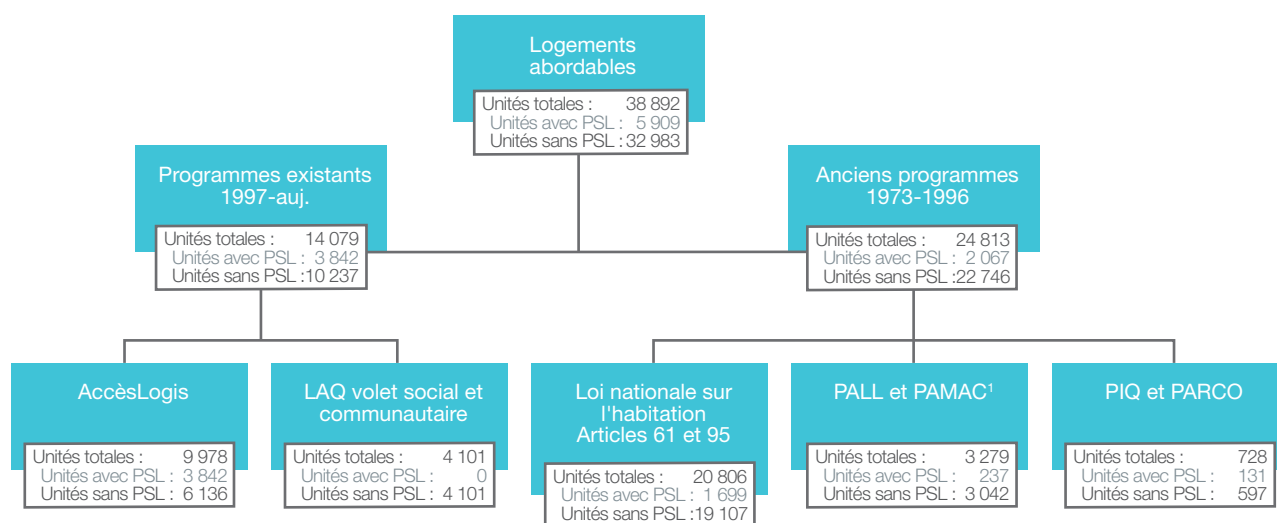 Logements
abordables
Unités totales : 38 892
Unités avec PSL : 5 909
Unités sans PSL :32 983
Programmes existants
1997-auj.
Unités totales : 14 079
Unités avec PSL : 3 842
Unités sans PSL :10 237
Anciens programmes
1973-1996
Unités totales : 24 813
Unités avec PSL : 2 067
Unités sans PSL :22 746
AccèsLogis
Unités totales : 9 978
Unités avec PSL : 3 842
Unités sans PSL : 6 136
LAQ volet social et
communautaire
Unités totales : 4 101
Unités avec PSL : 0
Unités sans PSL : 4 101
Loi nationale sur
l'habitation
Articles 61 et 95
Unités totales : 20 806
Unités avec PSL : 1 699
Unités sans PSL :19 107
PALL et PAMAC¹
Unités totales : 3 279
Unités avec PSL : 237
Unités sans PSL : 3 042
PIQ et PARCO
Unités totales : 728
Unités avec PSL : 131
Unités sans PSL : 597